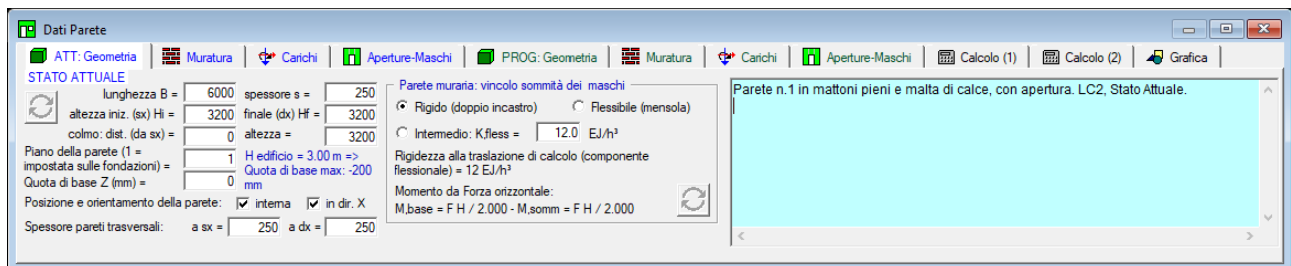 Dati Parete
ATT: Geometria Muratura Carichi Aperture-Maschi PROG: Geometria Muratura Carichi Aperture-Maschi Calcolo (1) Calcolo (2) Grafica
STATO ATTUALE
lunghezza B = 6000 spessore s = 250
altezza iniz. (sx) Hi = 3200 finale (dx) Hf = 3200
colmo: dist. (da sx) = 0 altezza = 3200
Piano della parete (1 =
impostata sulle fondazioni) = 1
Quota di base Z (mm) = 0
H edificio = 3.00 m =>
Quota di base max: -200
mm
Posizione e orientamento della parete: interna in dir. X
Spessore pareti trasversali: a sx = 250 a dx = 250
Parete muraria: vincolo sommità dei maschi
Rigido (doppio incastro) Flessibile (mensola)
Intermedio: K,fless = 12.0 EJ/h³
Rigidezza alla traslazione di calcolo (componente
flessionale) = 12 EJ/h³
Momento da Forza orizzontale:
M,base = F H / 2.000 - M,somm = F H / 2.000
Parete n.1 in mattoni pieni e malta di calce, con apertura. LC2, Stato Attuale.